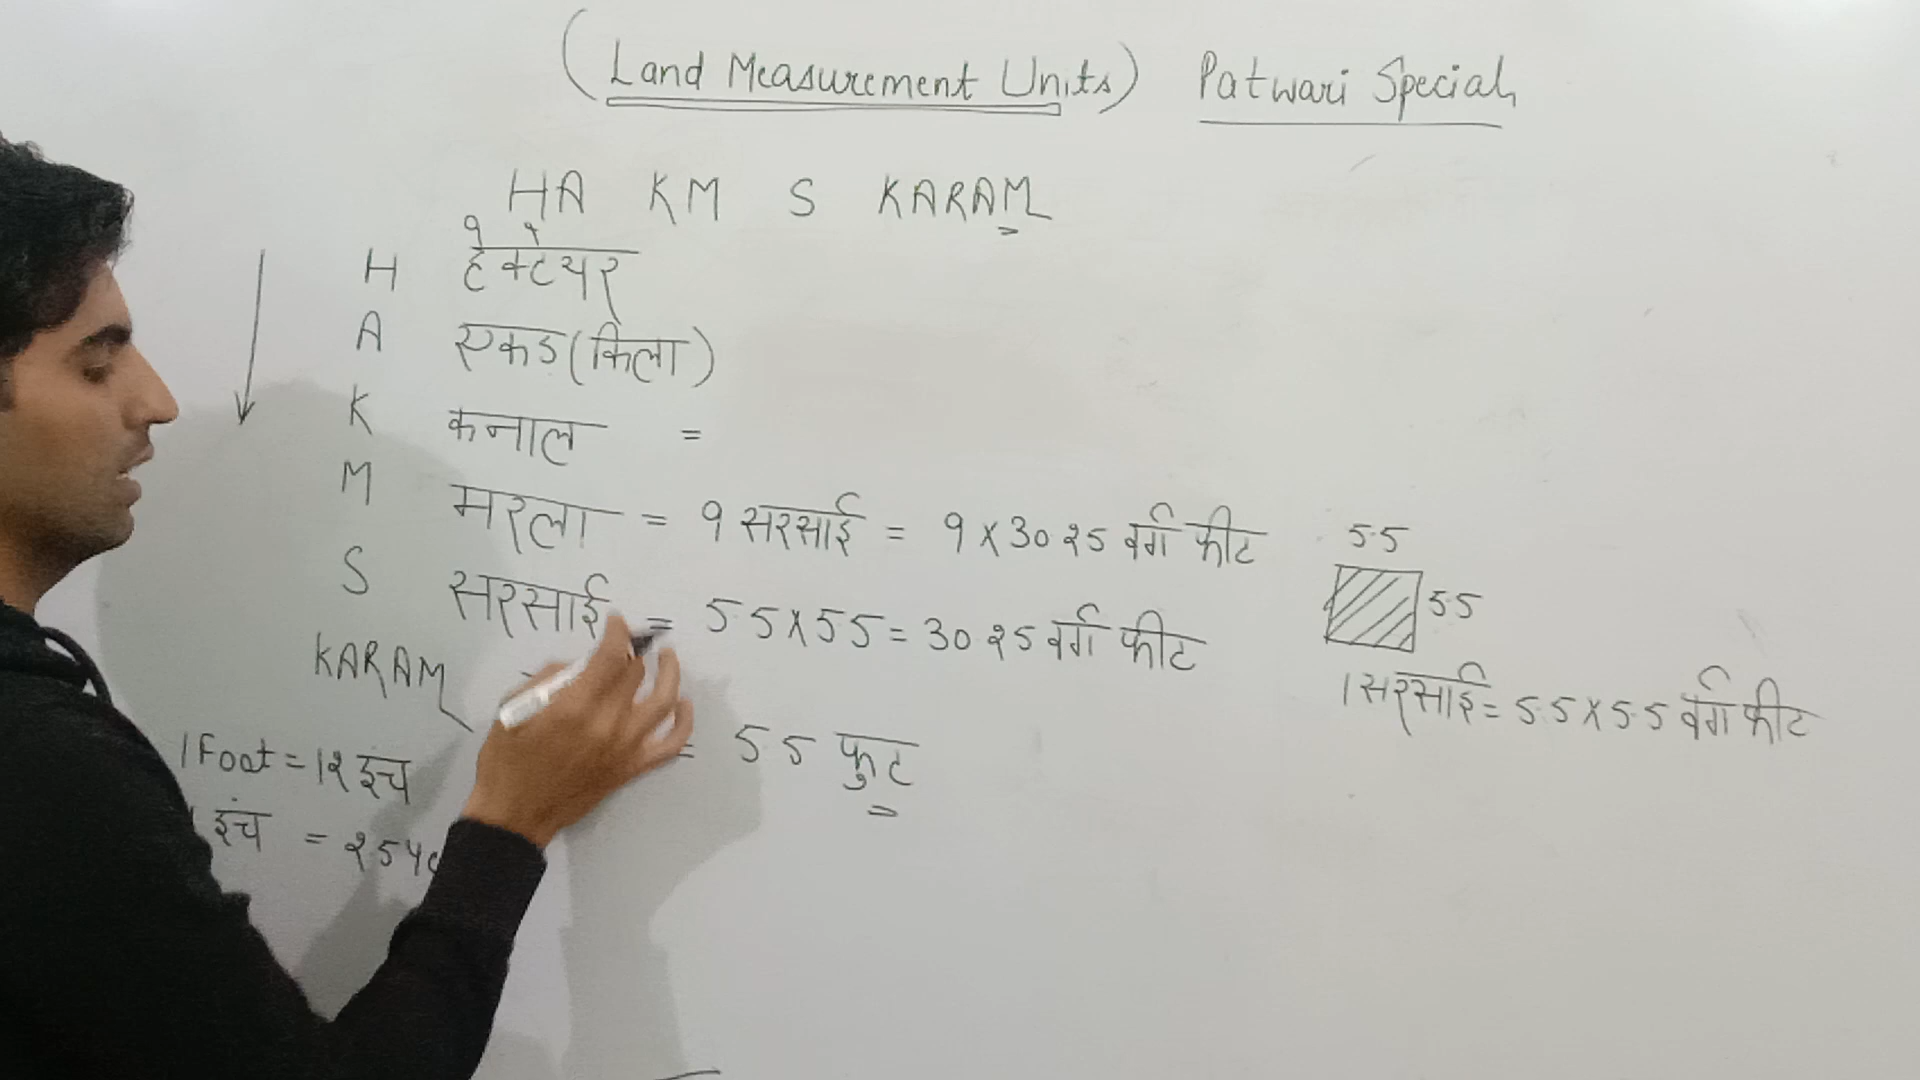 (Land Measurement Units) Patwari Special
HA KM S KARAM
H हेक्टेयर
A एकड (किला)
K कनाल =
M मरला = 9 सरसाई = 9 x 30.25 वर्ग फीट
S सरसाई = 5.5 x 5.5 = 30.25 वर्ग फीट
KARAM
= 5.5 फुट
1 Foot = 12 इंच
इंच = 2.54
5.5
5.5
1 सरसाई = 5.5 x 5.5 वर्ग फीट